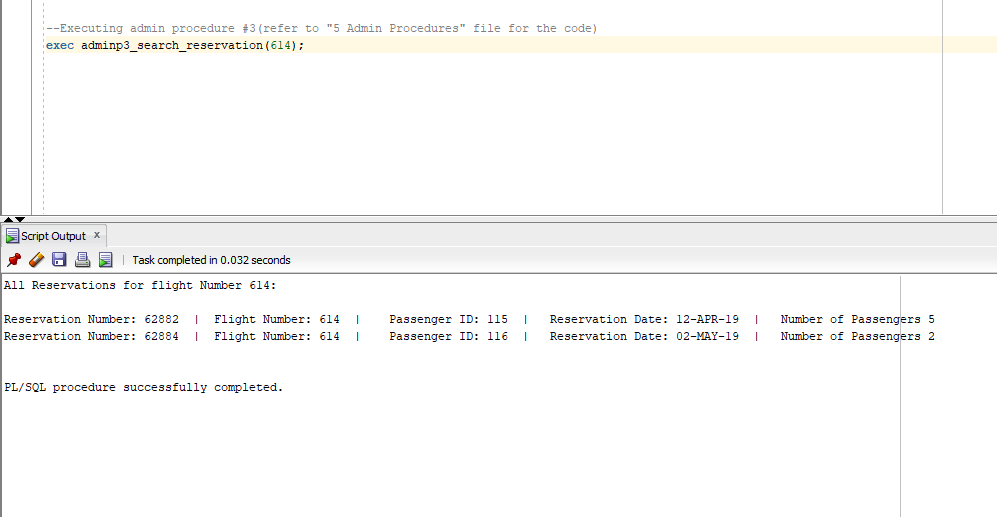 --Executing admin procedure #3(refer to "5 Admin Procedures" file for the code)
exec adminp3_search_reservation(614);
Script Output x
Task completed in 0.032 seconds
All Reservations for flight Number 614:
Reservation Number: 62882 | Flight Number: 614 | Passenger ID: 115 | Reservation Date: 12-APR-19 | Number of Passengers 5
Reservation Number: 62884 | Flight Number: 614 | Passenger ID: 116 | Reservation Date: 02-MAY-19 | Number of Passengers 2
PL/SQL procedure successfully completed.